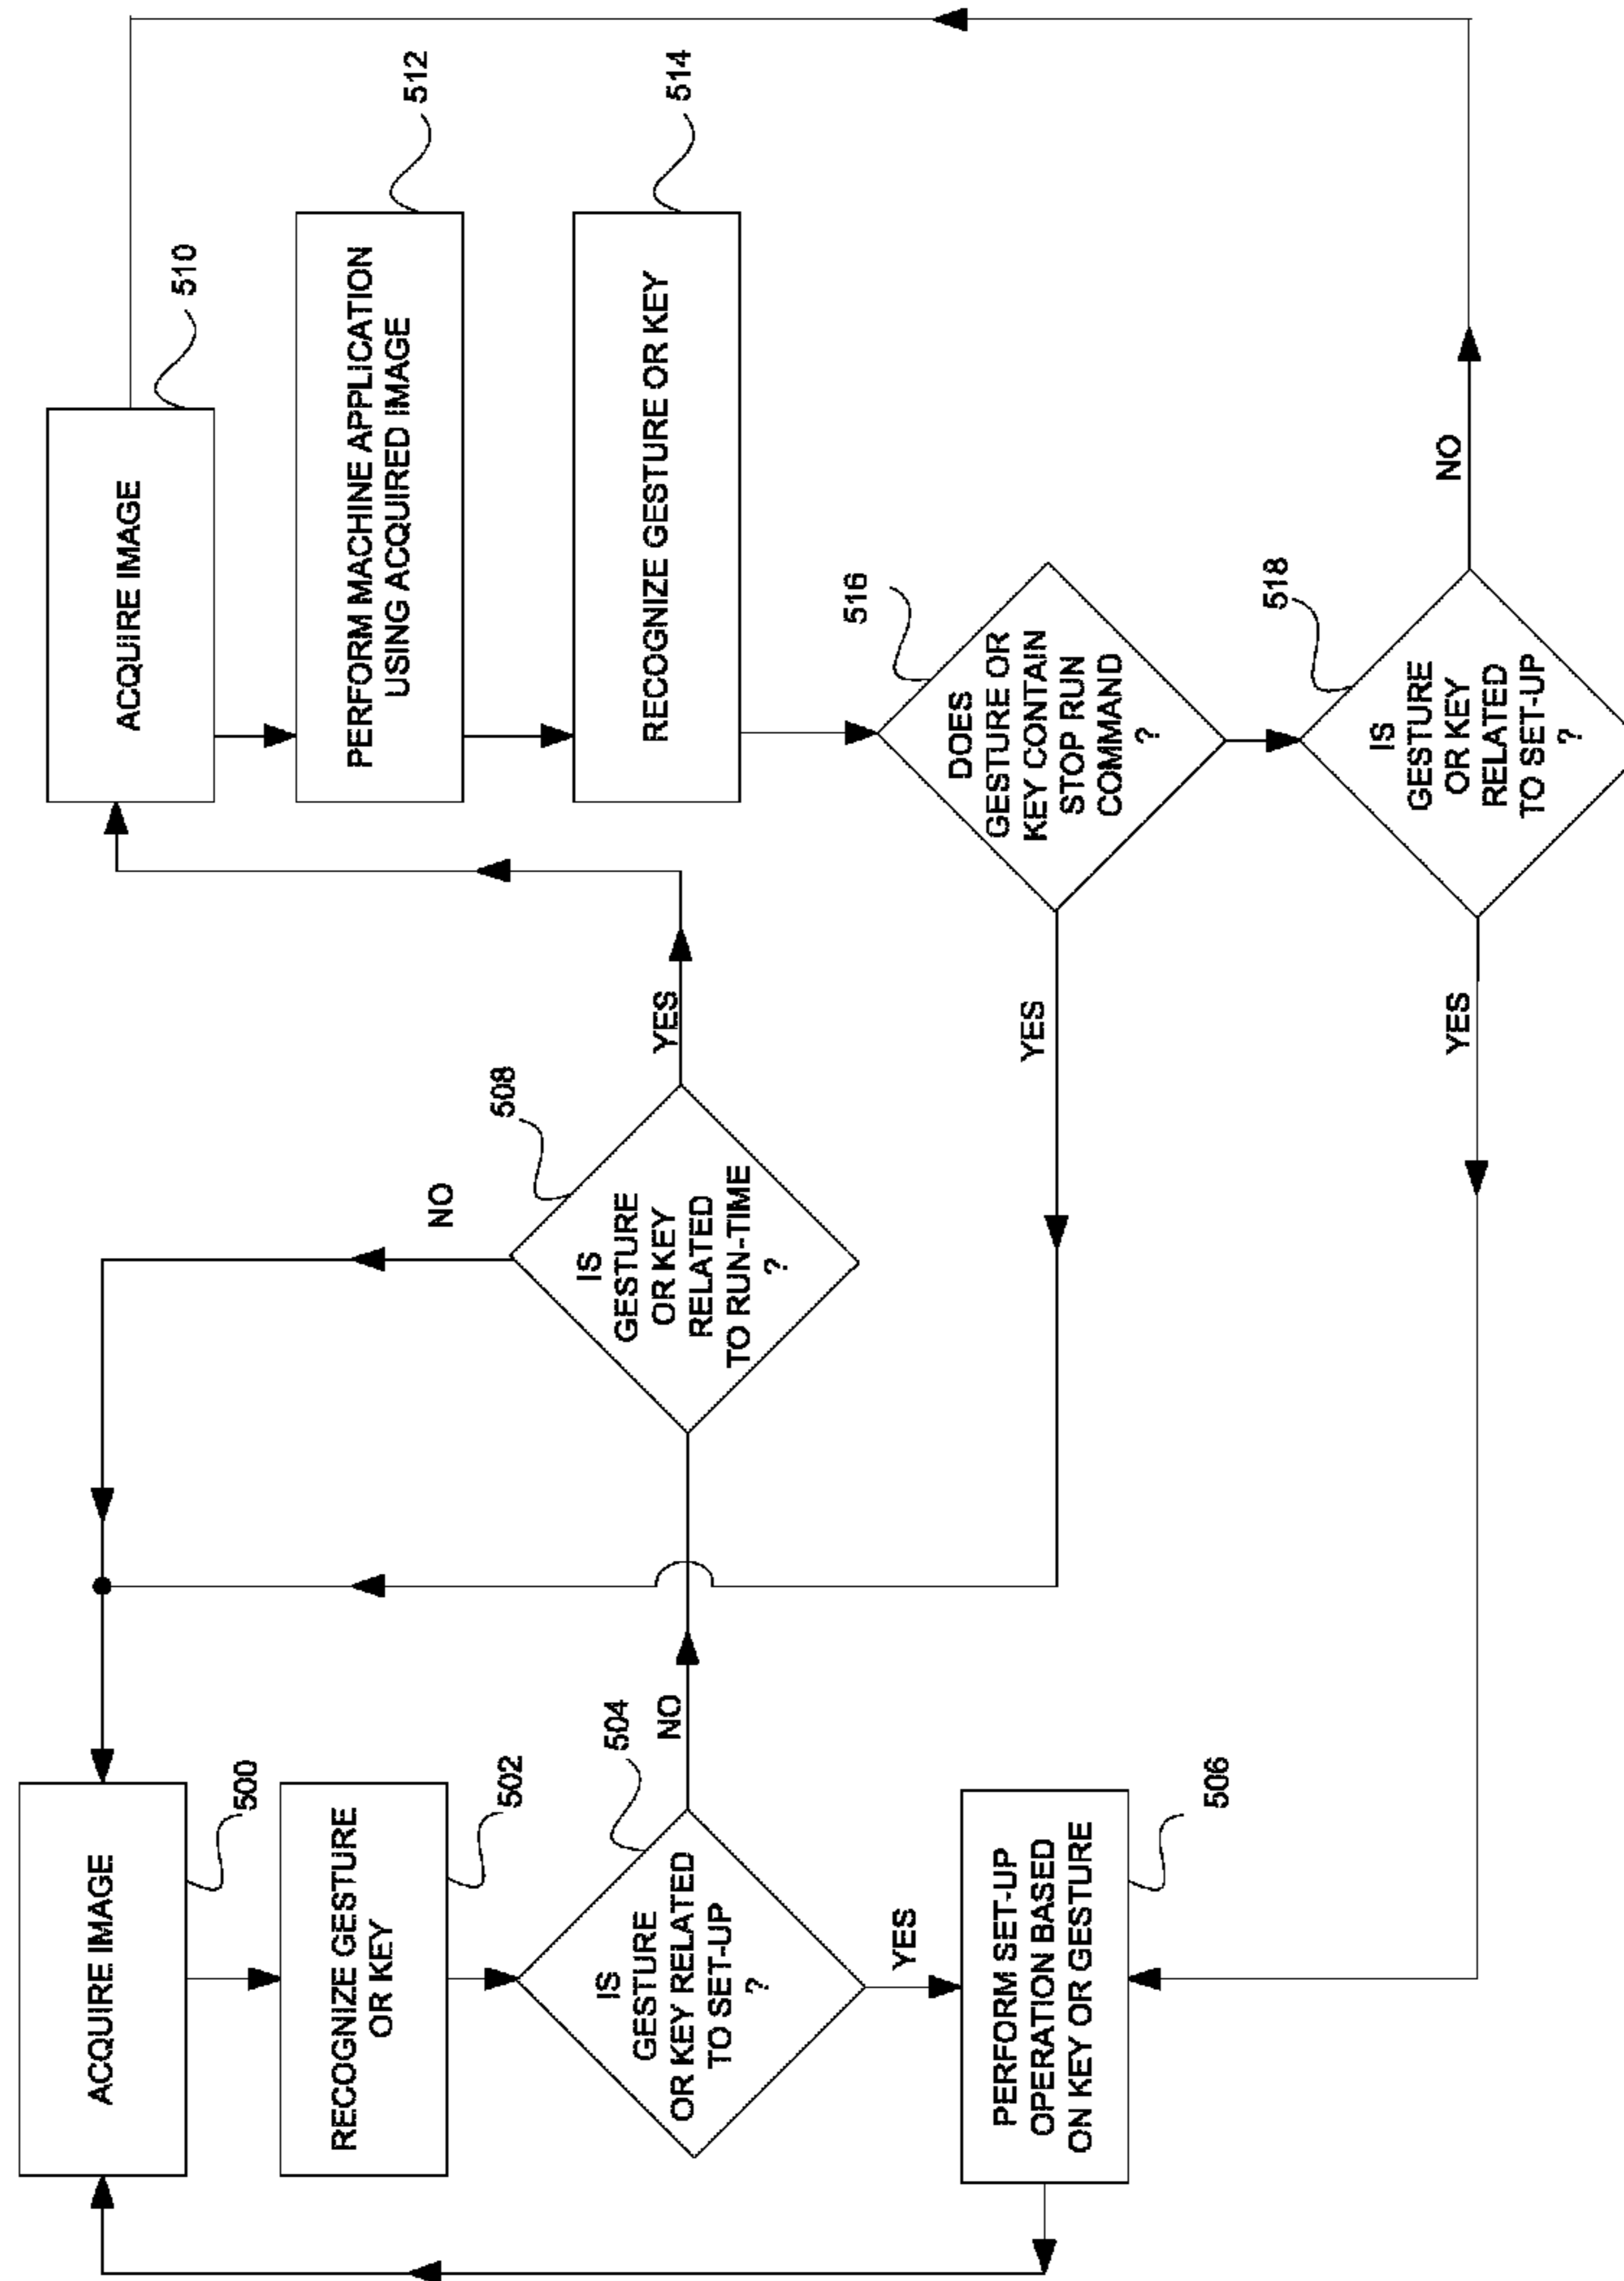 ACQUIRE IMAGE
500
RECOGNIZE GESTURE
OR KEY
502
IS
GESTURE
OR KEY RELATED
TO SET-UP
?
504
NO
YES
PERFORM SET-UP
OPERATION BASED
ON KEY OR GESTURE
506
IS
GESTURE
OR KEY
RELATED
TO RUN-TIME
?
508
NO
YES
ACQUIRE IMAGE
510
PERFORM MACHINE APPLICATION
USING ACQUIRED IMAGE
512
RECOGNIZE GESTURE OR KEY
514
DOES
GESTURE OR
KEY CONTAIN
STOP RUN
COMMAND
?
516
YES
IS
GESTURE
OR KEY
RELATED
TO SET-UP
?
518
YES
NO